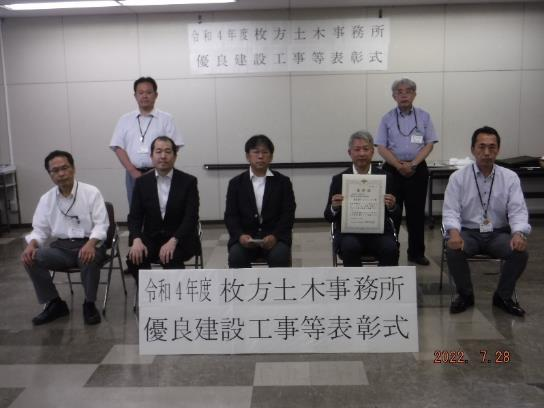 令和4年度枚方土木事務所
優良建設工事等表彰式
令和4年度 枚方土木事務所
優良建設工事等表彰式
2022. 7.28